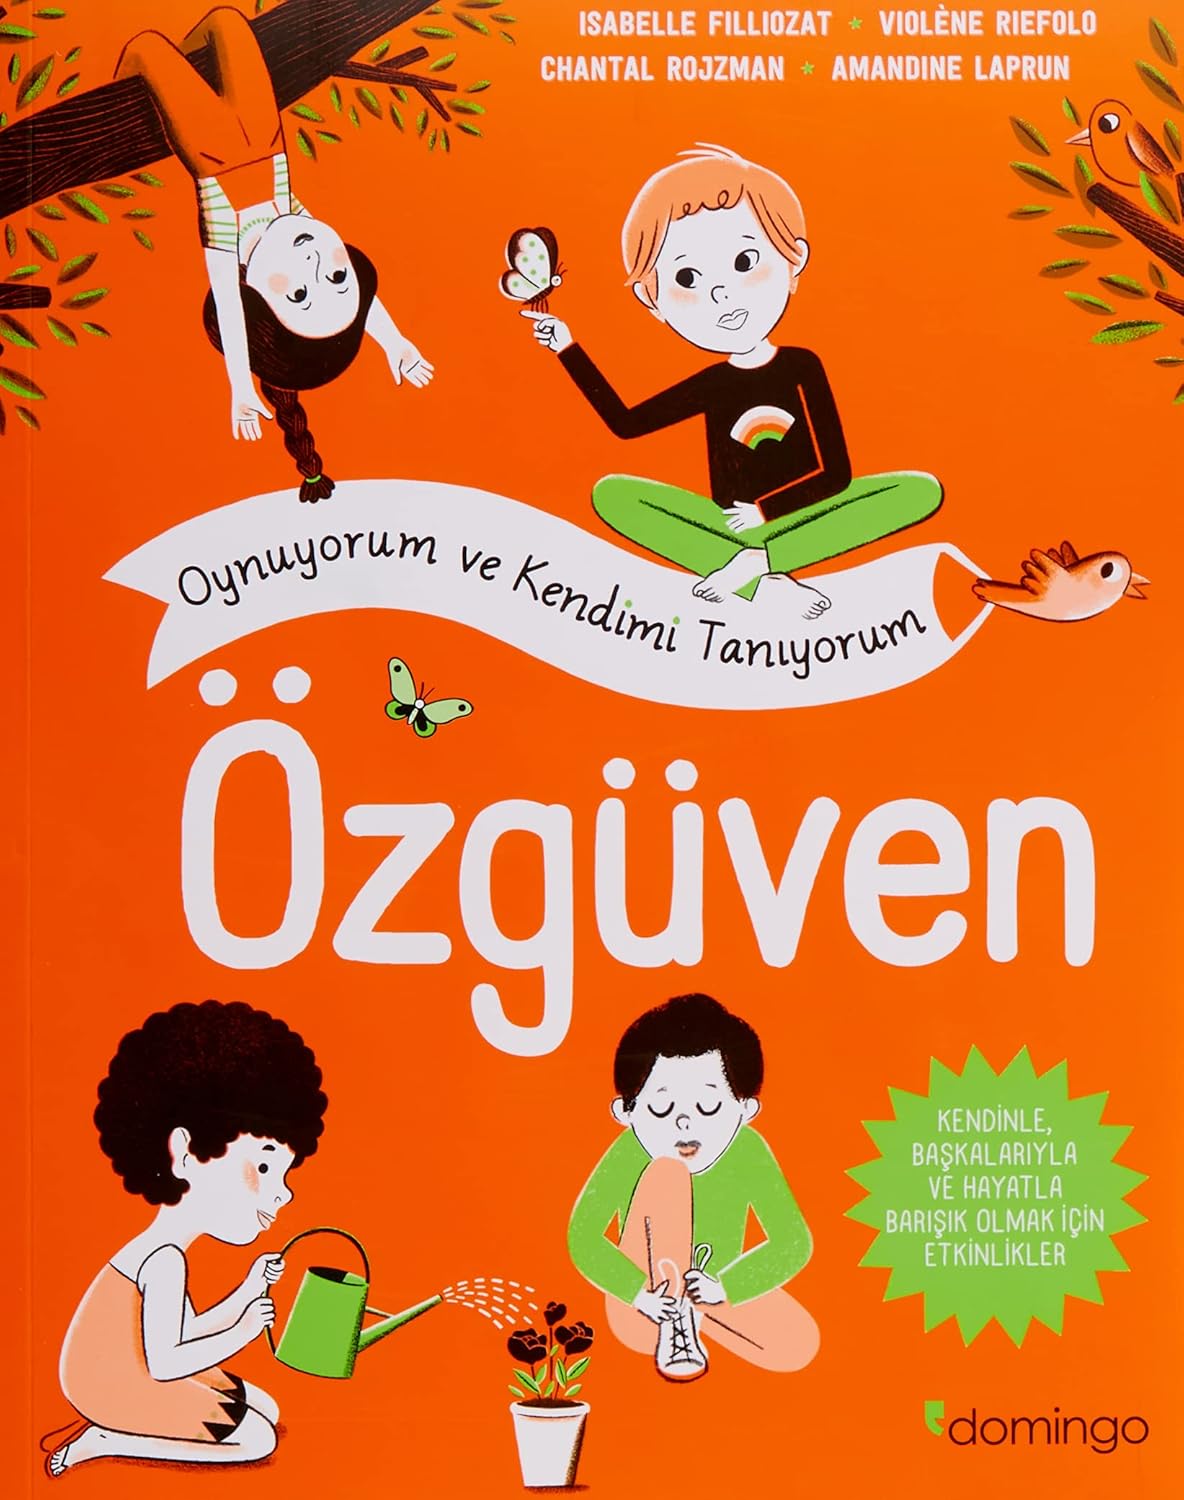 ISABELLE FILLIOZAT * VIOLÈNE RIEFOLO
CHANTAL ROJZMAN * AMANDINE LAPRUN
Oynuyorum ve Kendimi Tanıyorum
Özgüven
KENDİNLE,
BAŞKALARIYLA
VE HAYATLA
BARIŞIK OLMAK İÇİN
ETKİNLİKLER
domingo